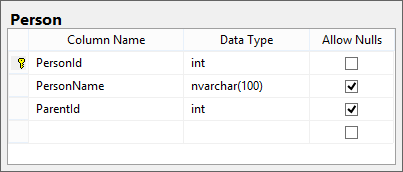 Person
Column Name Data Type Allow Nulls
PersonId int
PersonName nvarchar(100)
ParentId int